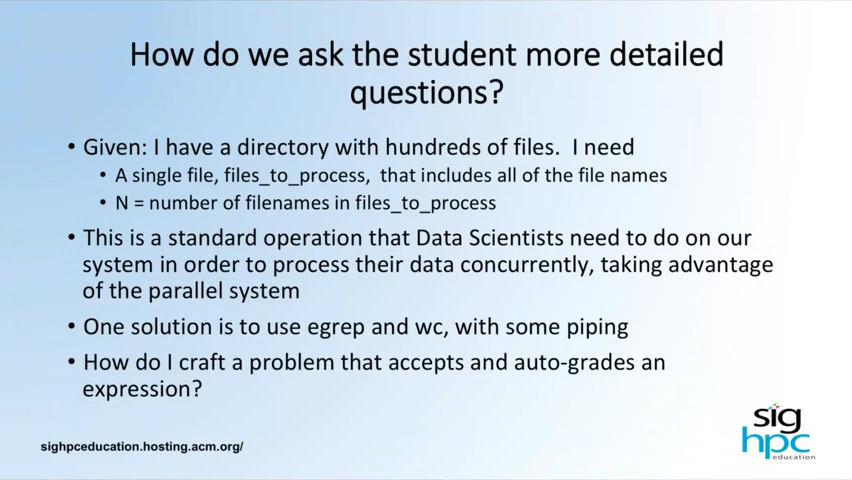 How do we ask the student more detailed
questions?
• Given: I have a directory with hundreds of files.  I need
• A single file, files_to_process,  that includes all of the file names
• N = number of filenames in files_to_process
• This is a standard operation that Data Scientists need to do on our
system in order to process their data concurrently, taking advantage
of the parallel system
• One solution is to use egrep and wc, with some piping
• How do I craft a problem that accepts and auto-grades an
expression?
sighpceducation.hosting.acm.org/
sig
hpc
education